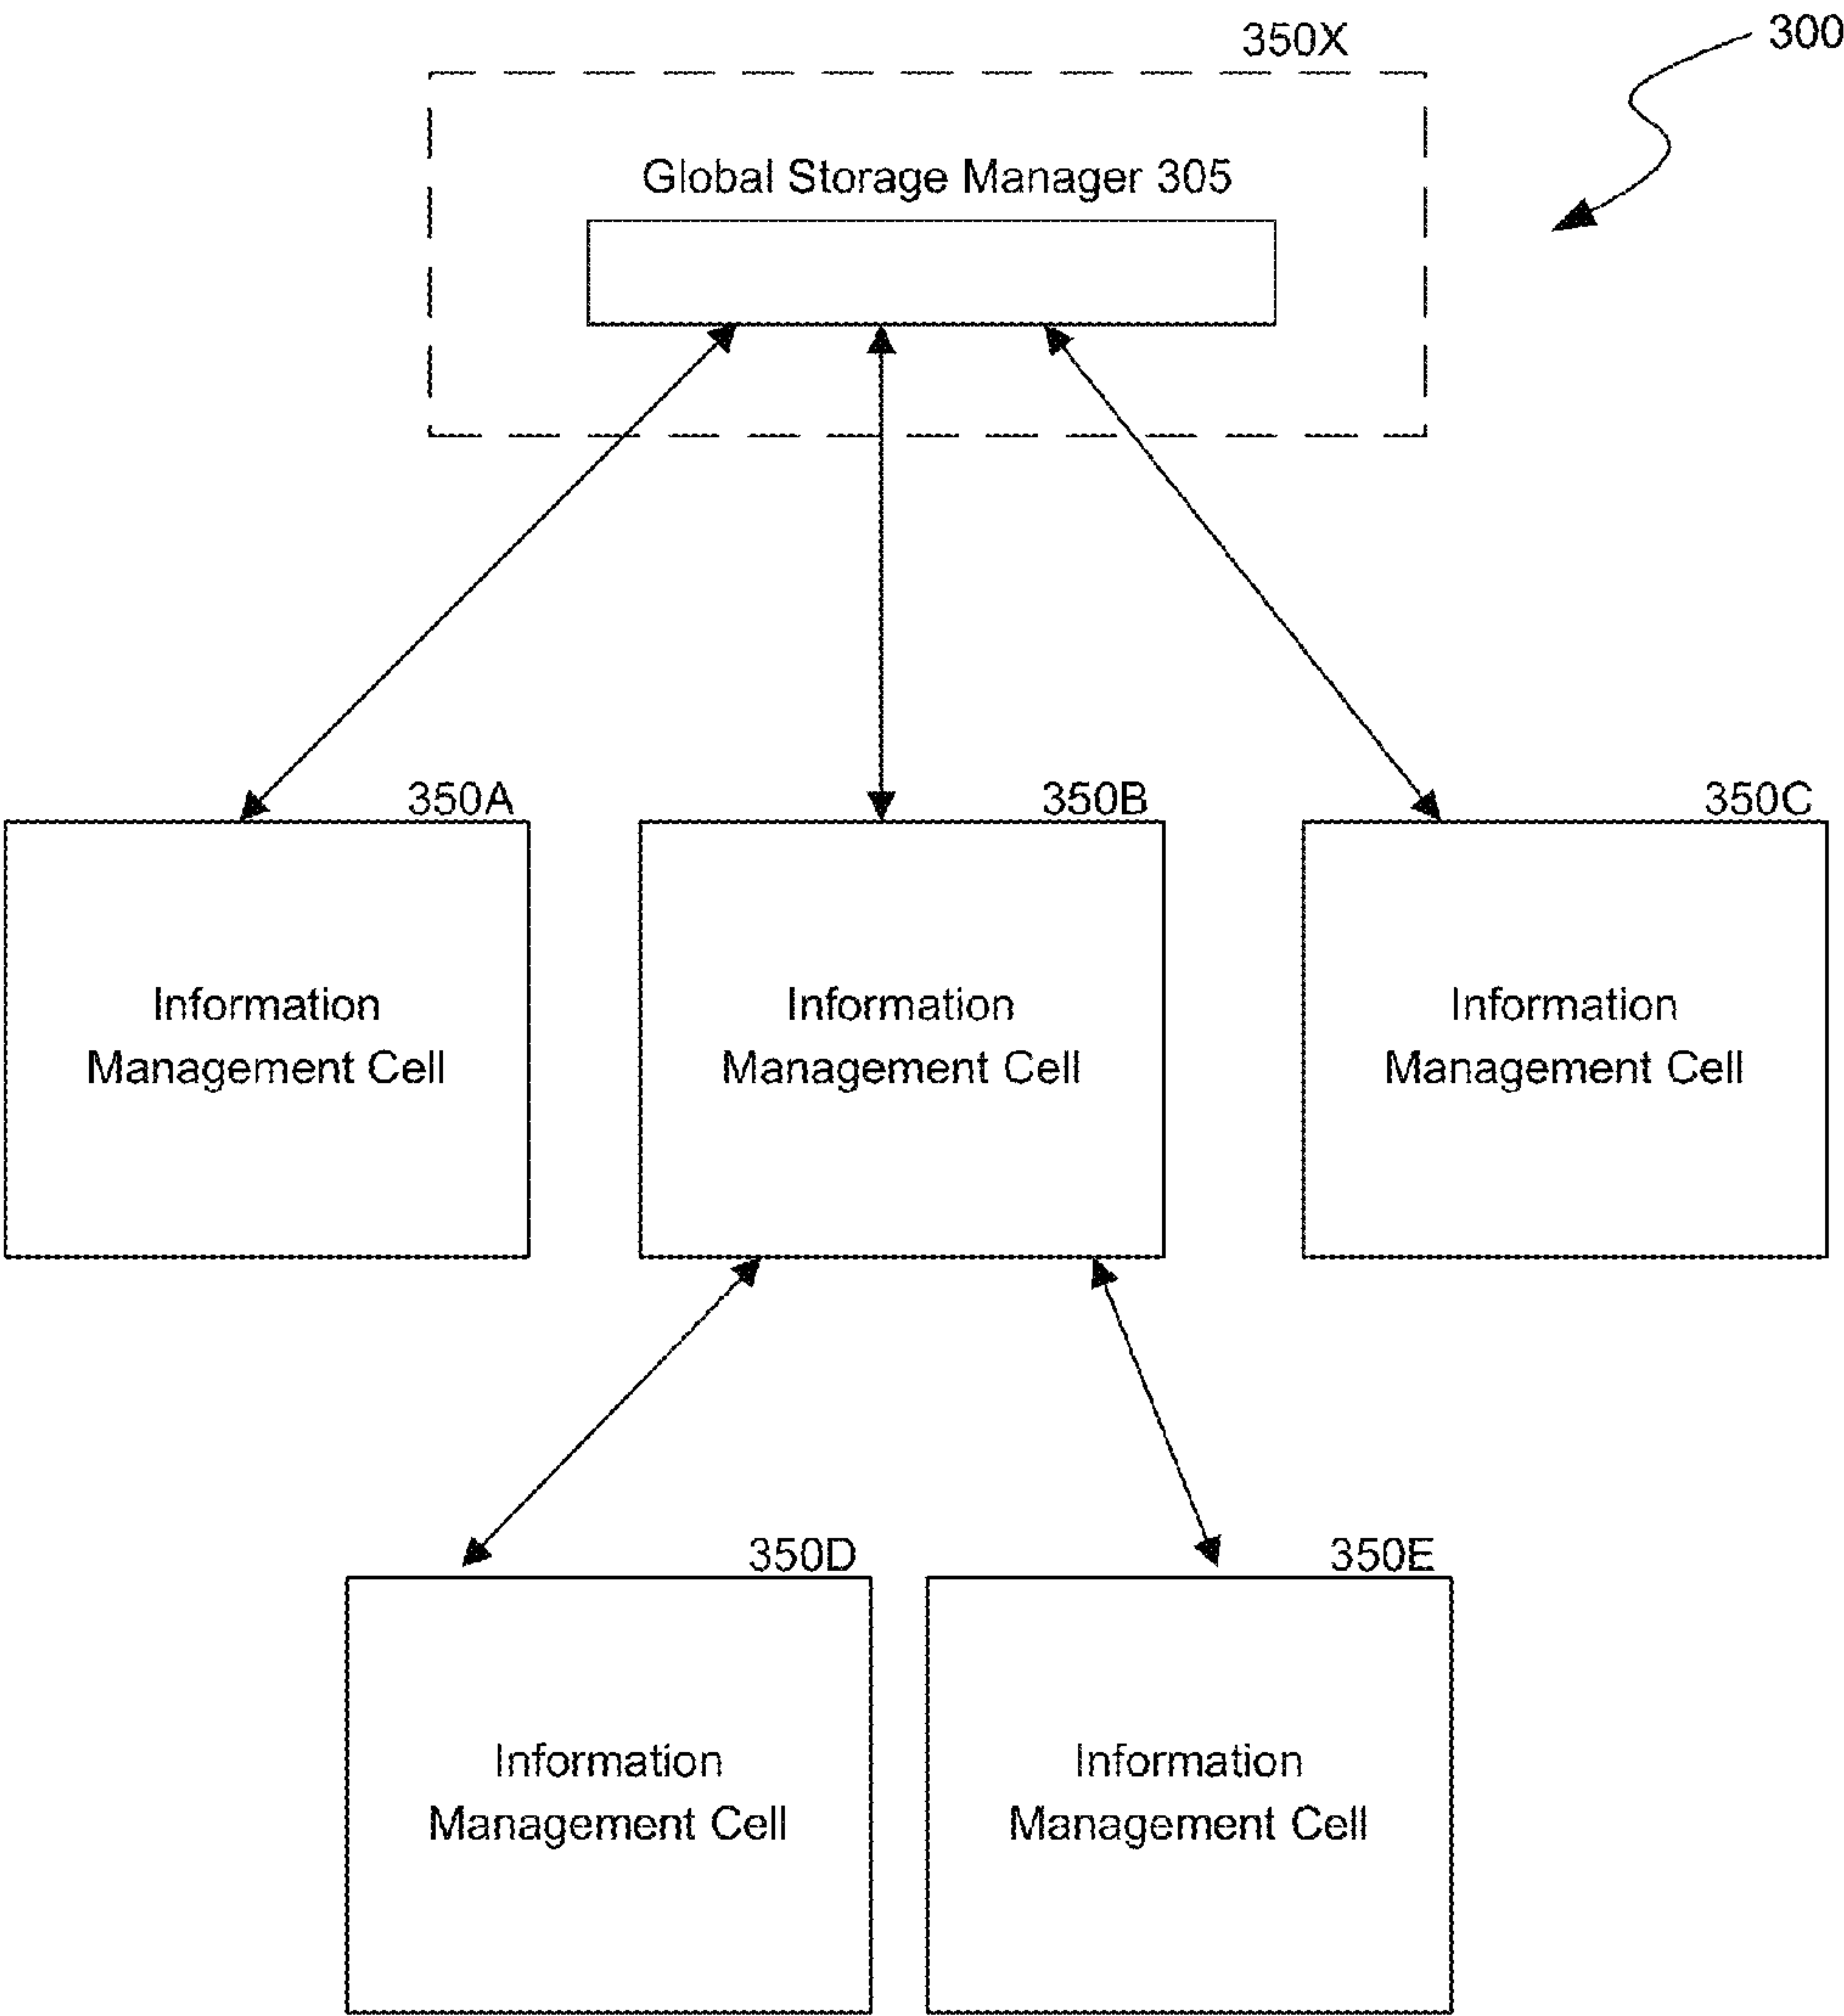 350X
300
Global Storage Manager 305
350A
350B
350C
Information
Management Cell
Information
Management Cell
Information
Management Cell
350D
350E
Information
Management Cell
Information
Management Cell